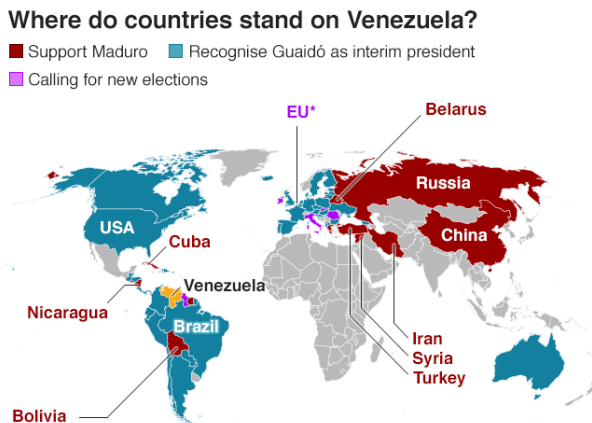 Where do countries stand on Venezuela?
Support Maduro
Recognise Guaidó as interim president
Calling for new elections
EU*
Belarus
Russia
USA
China
Cuba
Venezuela
Nicaragua
Brazil
Iran
Syria
Turkey
Bolivia